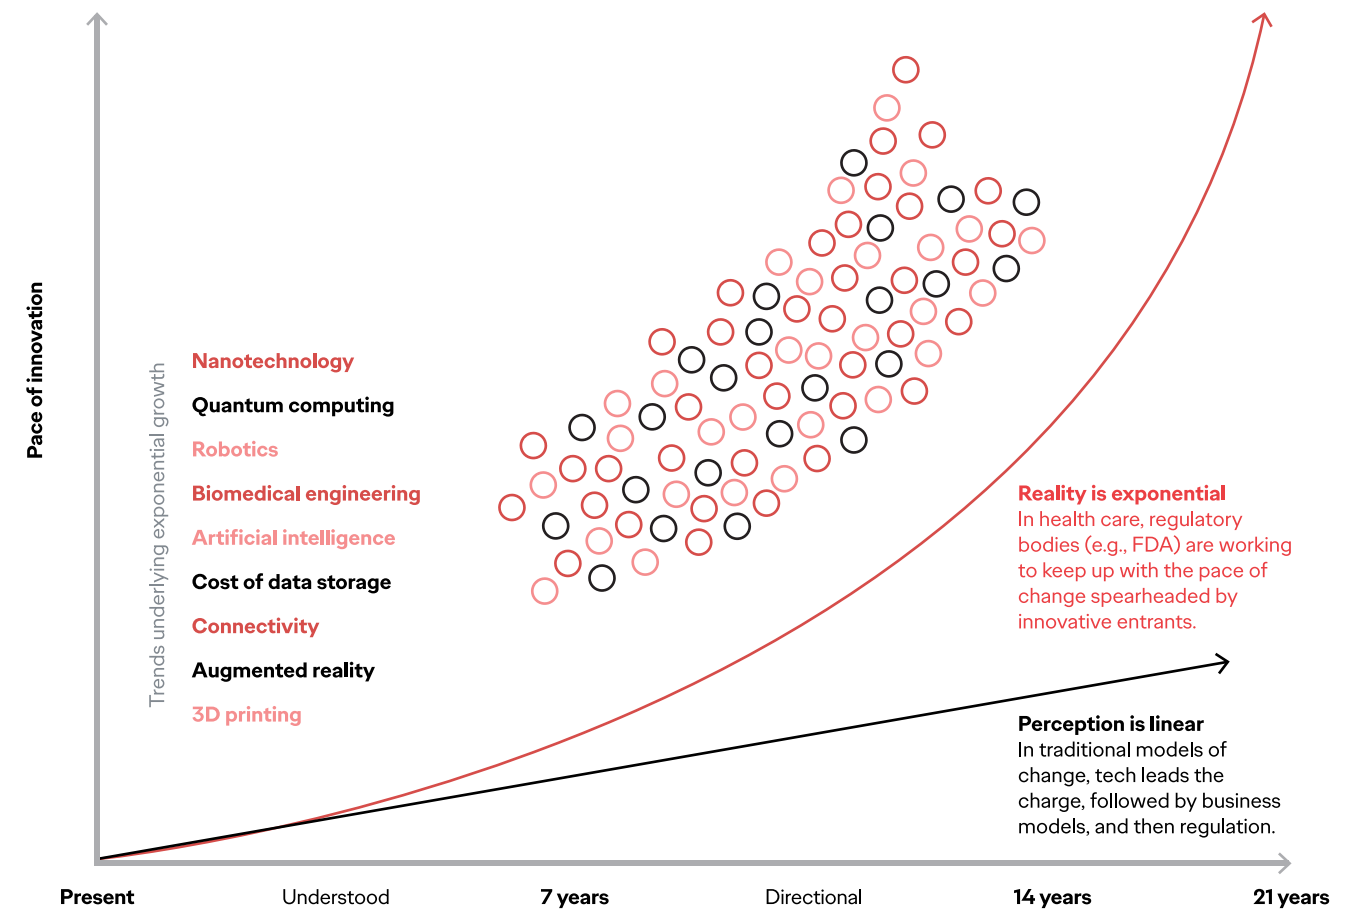 Pace of innovation
Trends underlying exponential growth
Nanotechnology
Quantum computing
Robotics
Biomedical engineering
Artificial intelligence
Cost of data storage
Connectivity
Augmented reality
3D printing
Reality is exponential
In health care, regulatory
bodies (e.g., FDA) are working
to keep up with the pace of
change spearheaded by
innovative entrants.
Perception is linear
In traditional models of
change, tech leads the
charge, followed by business
models, and then regulation.
Present
Understood
7 years
Directional
14 years
21 years